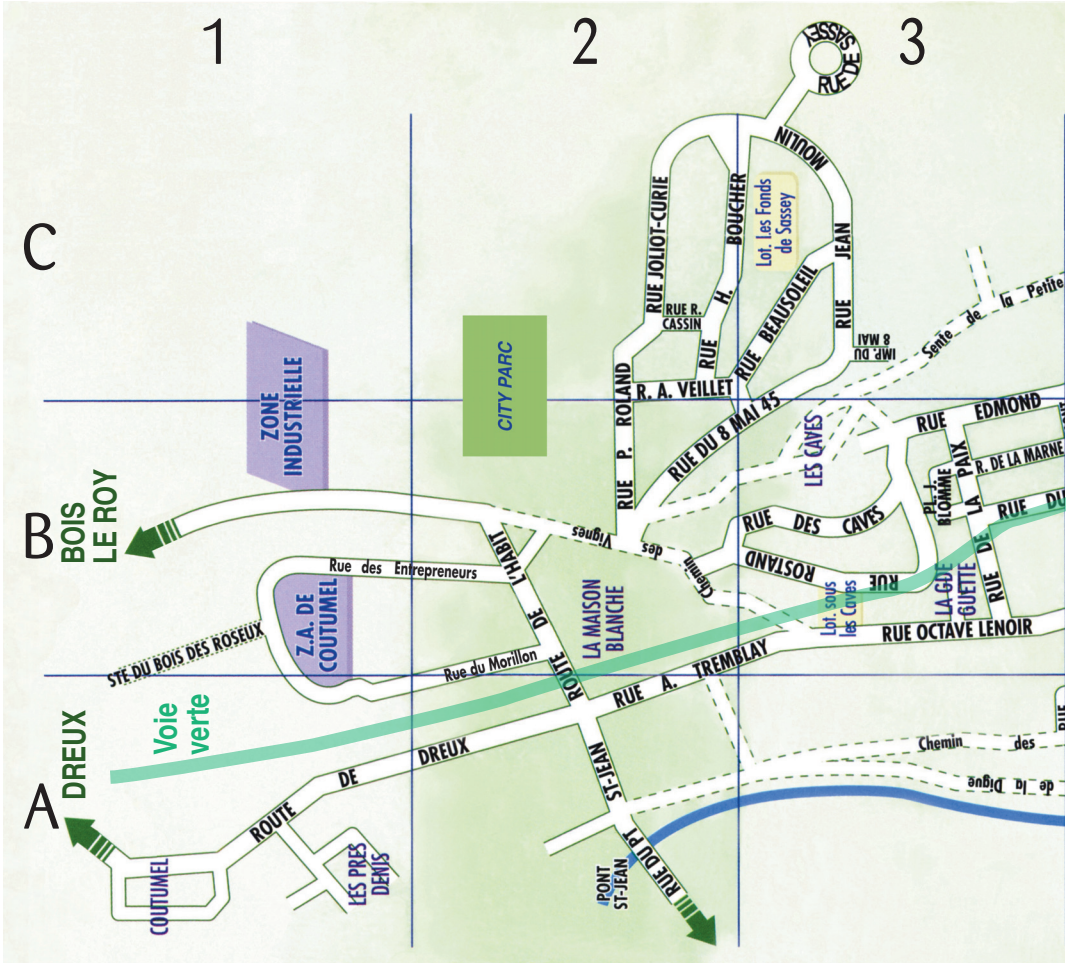 1
2
3
RUE DE SASSEY
MOULIN
RUE JOLIOT-CURIE
BOUCHER
Lot. Les Fonds
de Sassey
JEAN
C
H.
RUE R.
CASSIN
RUE BEAUSOLEIL
RUE
RUE
IMP. DU
8 MAI
Sente de la Petite
ZONE
INDUSTRIELLE
CITY PARC
R. A. VEILLET
RUE P. ROLAND
RUE DU 8 MAI 45
LES CAVES
RUE EDMOND
R. DE LA MARNE
PL. J.
BLOMME
RUE DE LA PAIX
RUE DU
BOIS
LE ROY
B
RUE DES CAVES
Chemin des Vignes
Rue des Entrepreneurs
ROUTE DE L'HABIT
RUE ROSTAND
LA GDE
GUETTE
Z.A. DE
COUTUMEL
LA MAISON
BLANCHE
Lot. sous
les Caves
RUE OCTAVE LENOIR
STE DU BOIS DES ROSEUX
Rue du Morillon
RUE A. TREMBLAY
DREUX
Voie
verte
ROUTE DE DREUX
Chemin des
RUE
de la Digue
A
RUE DU PT ST-JEAN
PONT
ST-JEAN
LES PRES
DENIS
COUTUMEL